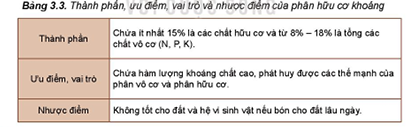 Bảng 3.3. Thành phần, ưu điểm, vai trò và nhược điểm của phân hữu cơ khoáng
Thành phần
Chứa ít nhất 15% là các chất hữu cơ và từ 8% – 18% là tổng các
chất vô cơ (N, P, K).
Ưu điểm, vai trò
Chứa hàm lượng khoáng chất cao, phát huy được các thế mạnh của
phân vô cơ và phân hữu cơ.
Nhược điểm
Không tốt cho đất và hệ vi sinh vật nếu bón cho đất lâu ngày.